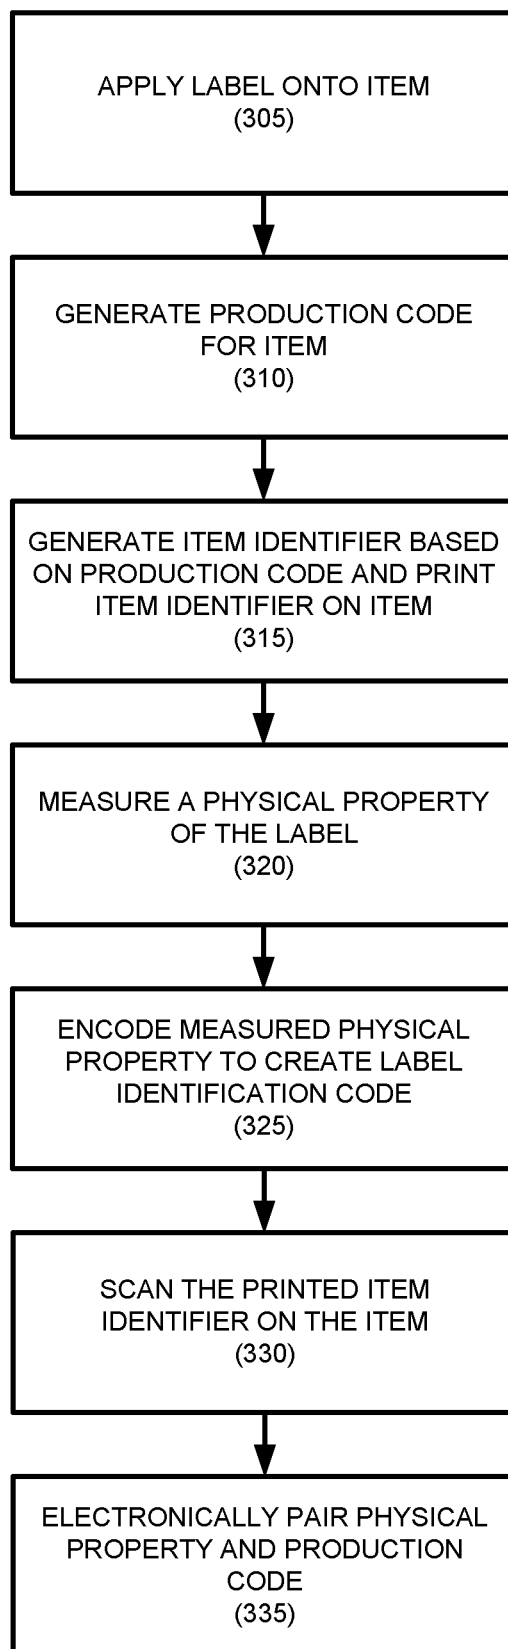 APPLY LABEL ONTO ITEM
(305)
GENERATE PRODUCTION CODE
FOR ITEM
(310)
GENERATE ITEM IDENTIFIER BASED
ON PRODUCTION CODE AND PRINT
ITEM IDENTIFIER ON ITEM
(315)
MEASURE A PHYSICAL PROPERTY
OF THE LABEL
(320)
ENCODE MEASURED PHYSICAL
PROPERTY TO CREATE LABEL
IDENTIFICATION CODE
(325)
SCAN THE PRINTED ITEM
IDENTIFIER ON THE ITEM
(330)
ELECTRONICALLY PAIR PHYSICAL
PROPERTY AND PRODUCTION
CODE
(335)